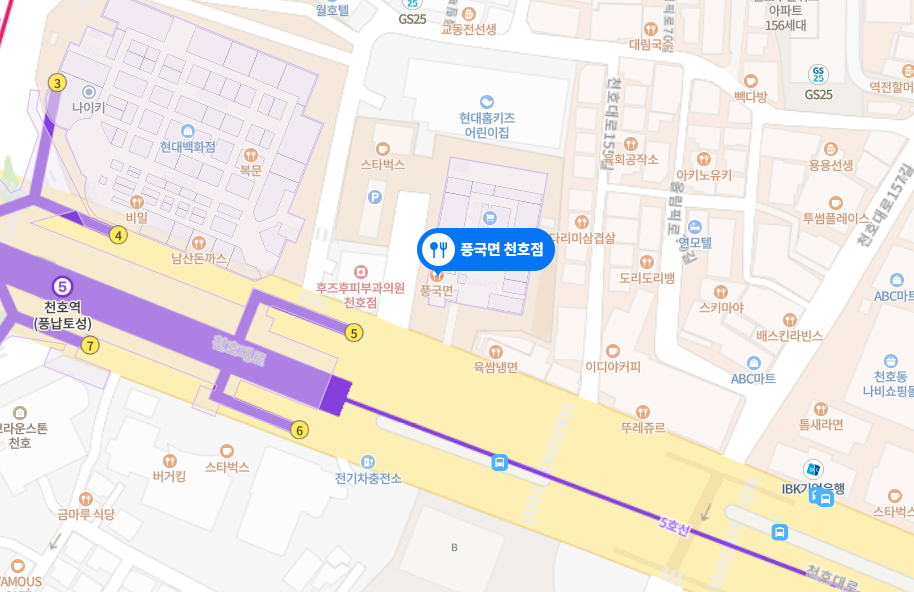 월호텔
GS25
교동전선생
대림국수
아파트
156세대
3
나이키
현대백화점
복문
비밀
4
남산돈까스
스타벅스
P
현대홈키즈
어린이집
천호대로155길
육회공작소
아키노유키
빽다방
GS25
GS25
역전할머
용용선생
투썸플레이스
천호대로157길
다리미삼겹살
도리도리뱅
스키마야
배스킨라빈스
ABC마트
ABC마트
천호동
나비쇼핑몰
풍국면 천호점
풍국면
후즈후피부과의원
천호점
5
천호역
(풍납토성)
7
천호대로
5
6
육쌈냉면
이디야커피
뚜레쥬르
틈새라면
브라운스톤
천호
버거킹
스타벅스
전기차충전소
금마루 식당
FAMOUS
B
5호선
IBK기업은행
스타벅스
천호대로